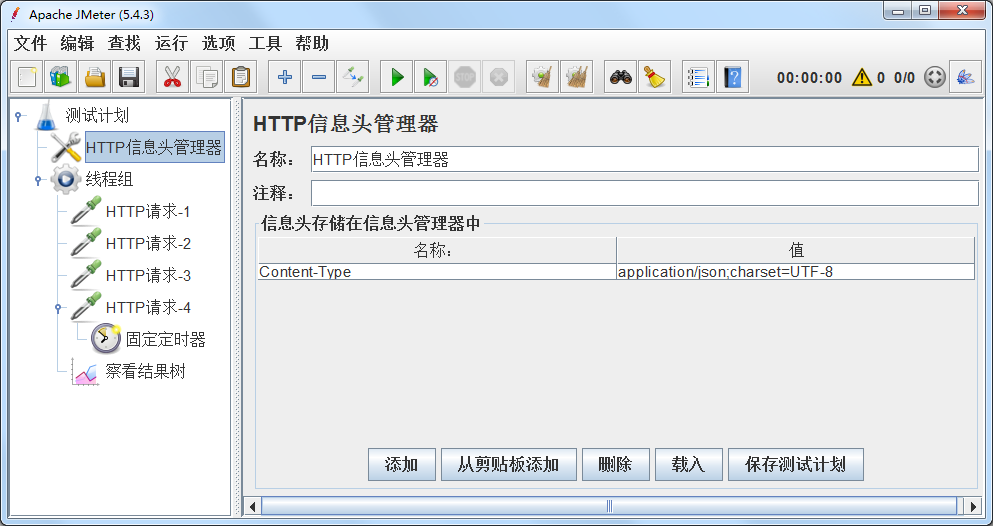 Apache JMeter (5.4.3)
文件 编辑 查找 运行 选项 工具 帮助
STOP
00:00:00 0 0/0
测试计划
HTTP信息头管理器
线程组
HTTP请求-1
HTTP请求-2
HTTP请求-3
HTTP请求-4
固定定时器
察看结果树
HTTP信息头管理器
名称： HTTP信息头管理器
注释：
信息头存储在信息头管理器中
名称： 值
Content-Type application/json;charset=UTF-8
添加 从剪贴板添加 删除 载入 保存测试计划